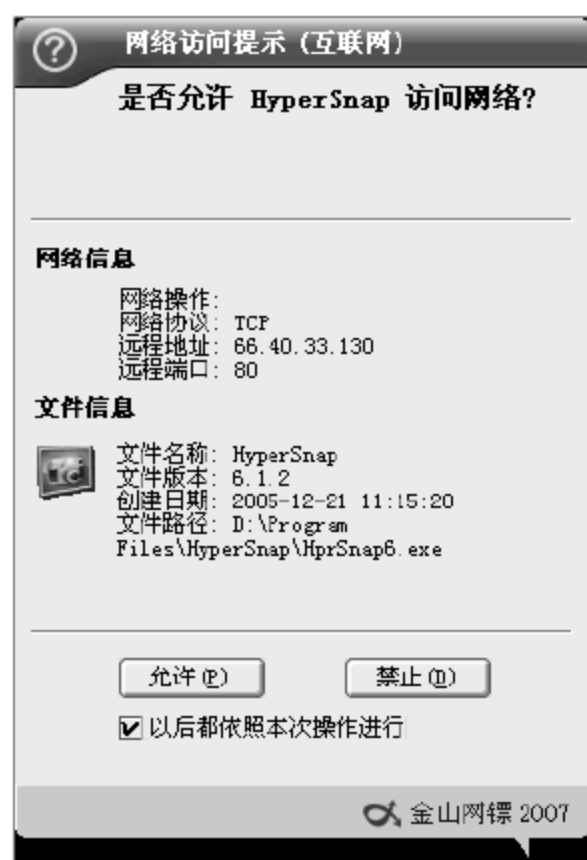 网络访问提示（互联网）
是否允许 HyperSnap 访问网络?
网络信息
网络操作:
网络协议: TCP
远程地址: 66.40.33.130
远程端口: 80
文件信息
文件名称: HyperSnap
文件版本: 6.1.2
创建日期: 2005-12-21 11:15:20
文件路径: D:\Program
Files\HyperSnap\HprSnap6.exe
允许(P) 禁止(D)
以后都依照本次操作进行
金山网镖 2007